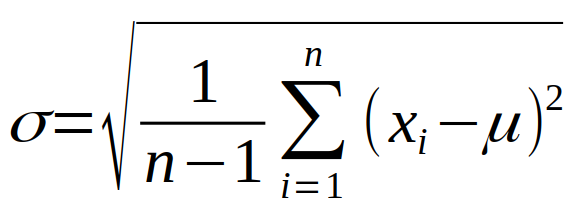 σ=√(1/(n−1) ∑_{i=1}^{n} (x_i−μ)^2)